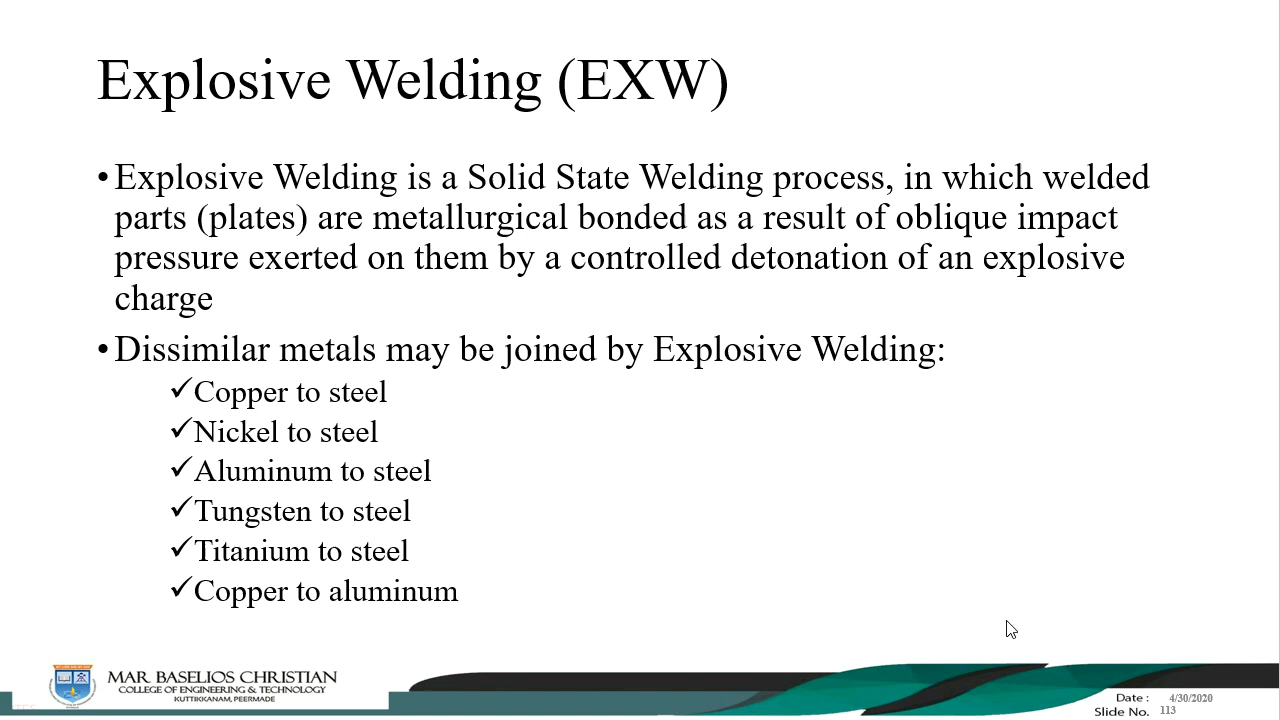 Explosive Welding (EXW)
•Explosive Welding is a Solid State Welding process, in which welded
parts (plates) are metallurgical bonded as a result of oblique impact
pressure exerted on them by a controlled detonation of an explosive
charge
•Dissimilar metals may be joined by Explosive Welding:
✓Copper to steel
✓Nickel to steel
✓Aluminum to steel
✓Tungsten to steel
✓Titanium to steel
✓Copper to aluminum
MAR BASELIOS CHRISTIAN
COLLEGE OF ENGINEERING & TECHNOLOGY
KUTTIKKANAM, PEERMADE
Date : 4/30/2020
Slide No. 113